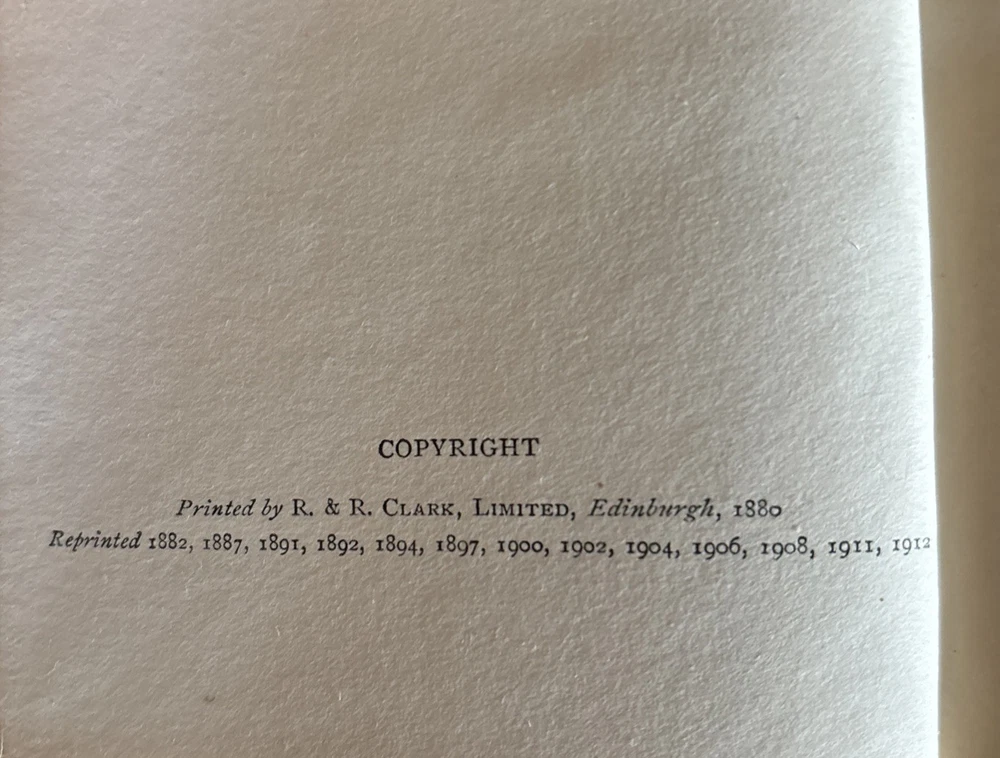 COPYRIGHT
Printed by R. & R. CLARK, LIMITED, Edinburgh, 1880
Reprinted 1882, 1887, 1891, 1892, 1894, 1897, 1900, 1902, 1904, 1906, 1908, 1911, 1912